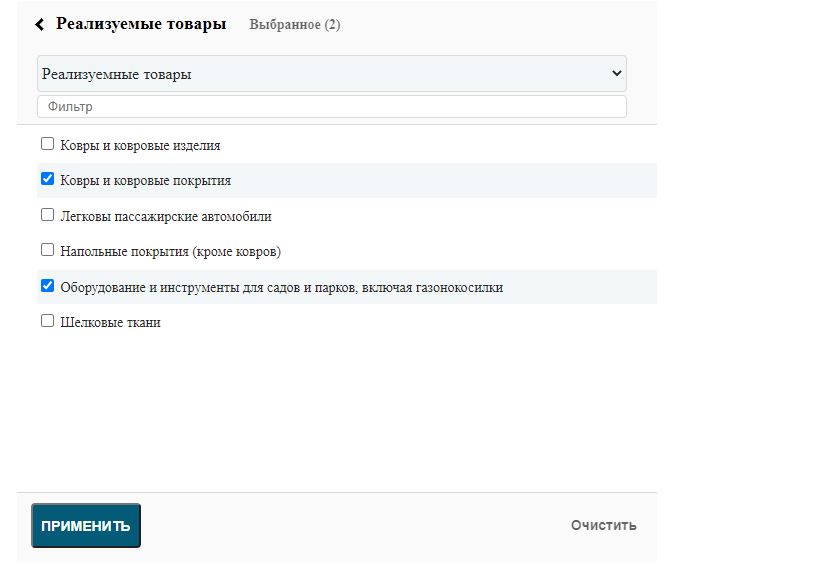 Реализуемые товары Выбранное (2)
Реализуемные товары
Фильтр
Ковры и ковровые изделия
Ковры и ковровые покрытия
Легковы пассажирские автомобили
Напольные покрытия (кроме ковров)
Оборудование и инструменты для садов и парков, включая газонокосилки
Шелковые ткани
ПРИМЕНИТЬ Очистить